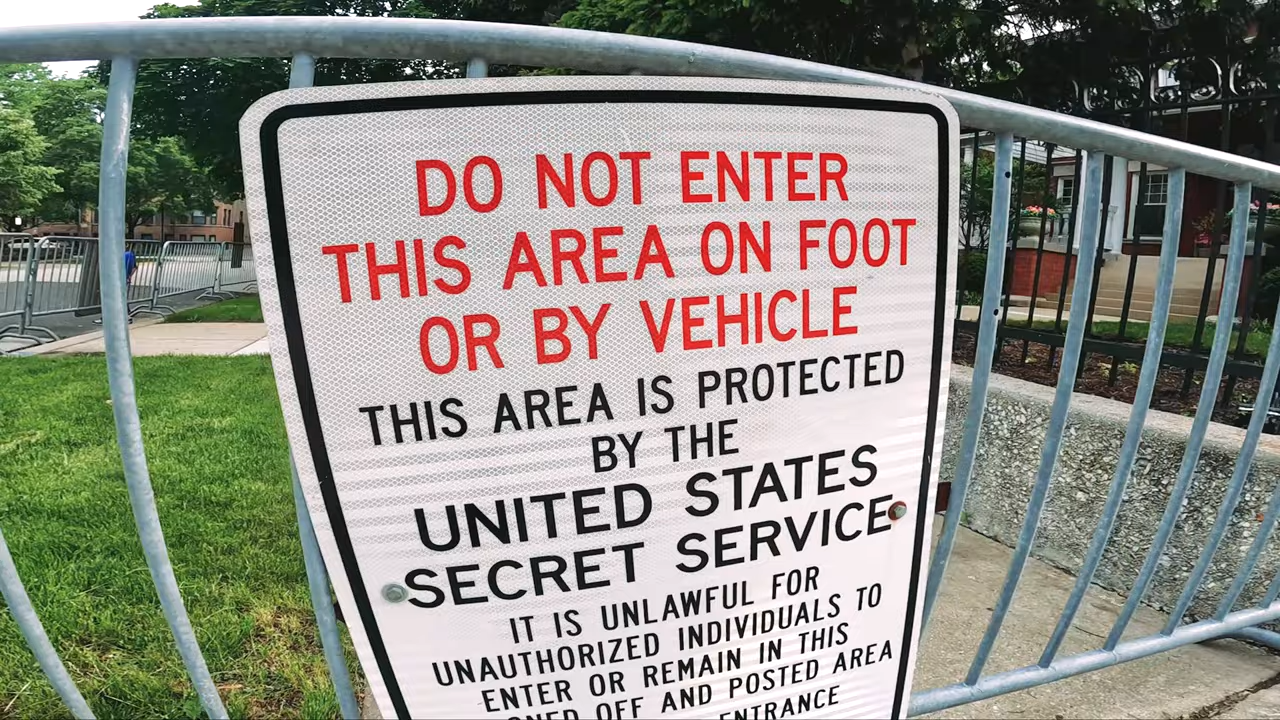 DO NOT ENTER
THIS AREA ON FOOT
OR BY VEHICLE
THIS AREA IS PROTECTED
BY THE
UNITED STATES
SECRET SERVICE
IT IS UNLAWFUL FOR
UNAUTHORIZED INDIVIDUALS TO
ENTER OR REMAIN IN THIS
OFF AND POSTED AREA
ENTRANCE